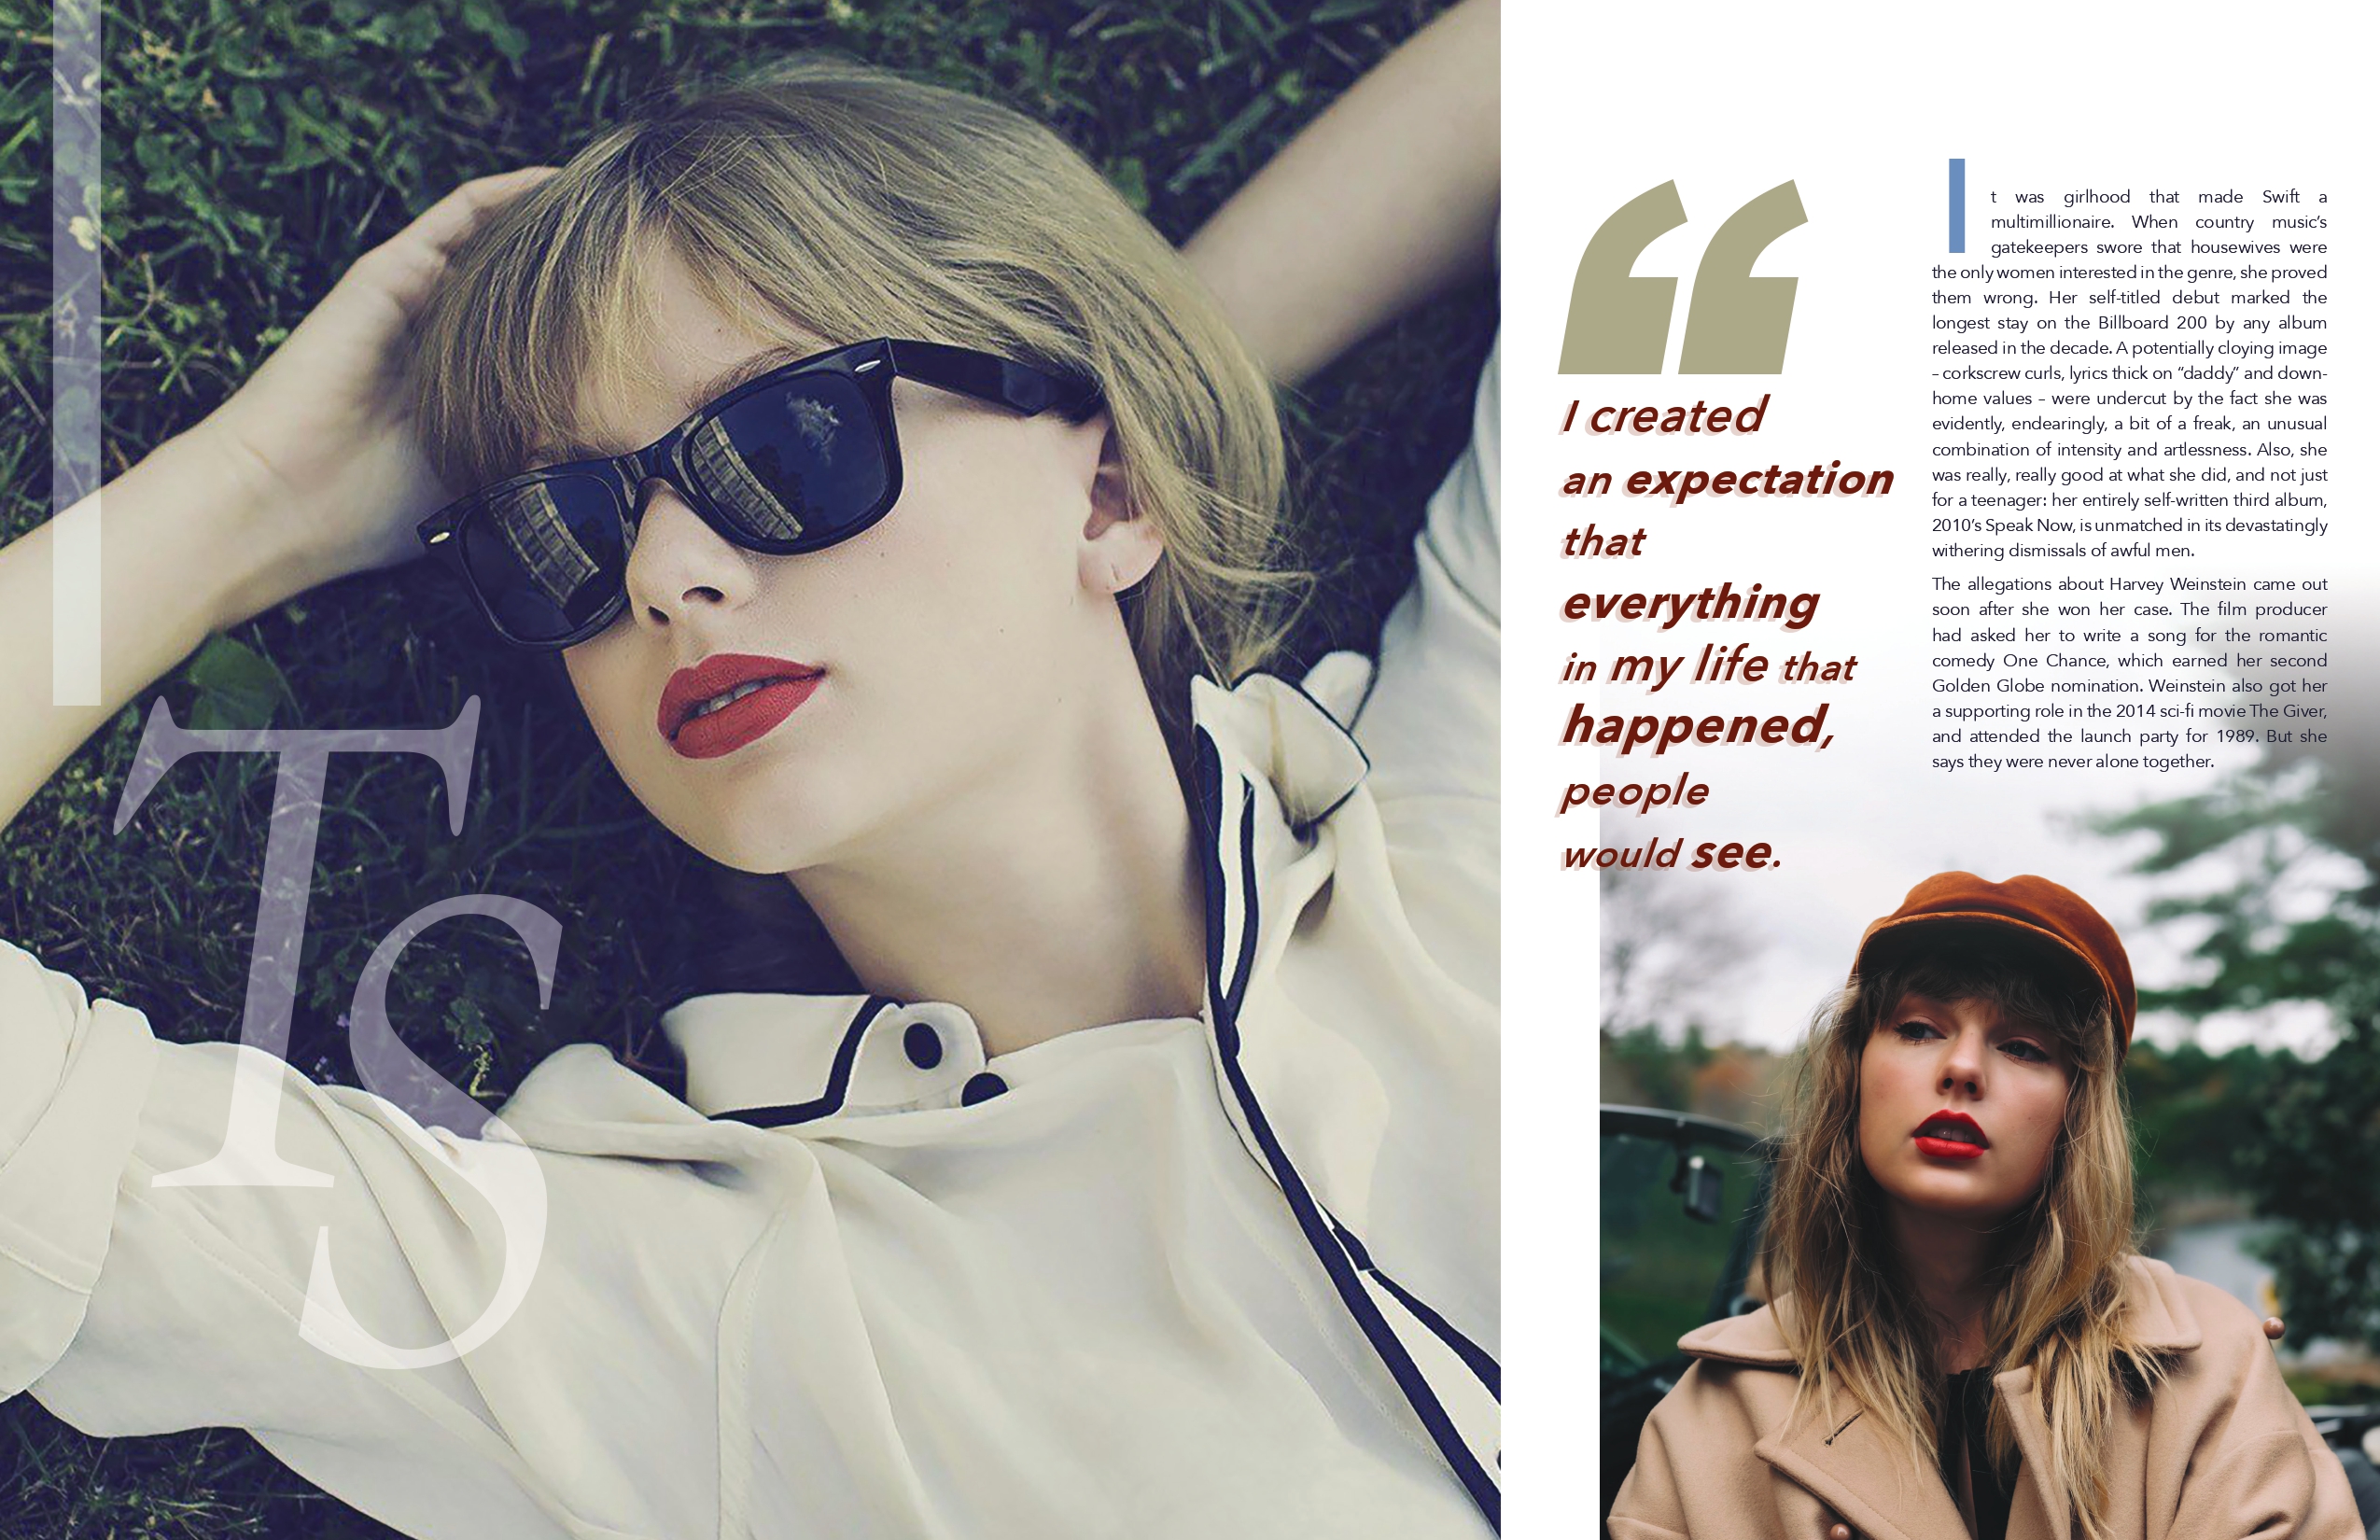 TS
“
I created
an expectation
that
everything
in my life that
happened,
people
would see.
It was girlhood that made Swift a
multimillionaire. When country music’s
gatekeepers swore that housewives were
the only women interested in the genre, she proved
them wrong. Her self-titled debut marked the
longest stay on the Billboard 200 by any album
released in the decade. A potentially cloying image
– corkscrew curls, lyrics thick on “daddy” and down-
home values – were undercut by the fact she was
evidently, endearingly, a bit of a freak, an unusual
combination of intensity and artlessness. Also, she
was really, really good at what she did, and not just
for a teenager: her entirely self-written third album,
2010’s Speak Now, is unmatched in its devastatingly
withering dismissals of awful men.
The allegations about Harvey Weinstein came out
soon after she won her case. The film producer
had asked her to write a song for the romantic
comedy One Chance, which earned her second
Golden Globe nomination. Weinstein also got her
a supporting role in the 2014 sci-fi movie The Giver,
and attended the launch party for 1989. But she
says they were never alone together.